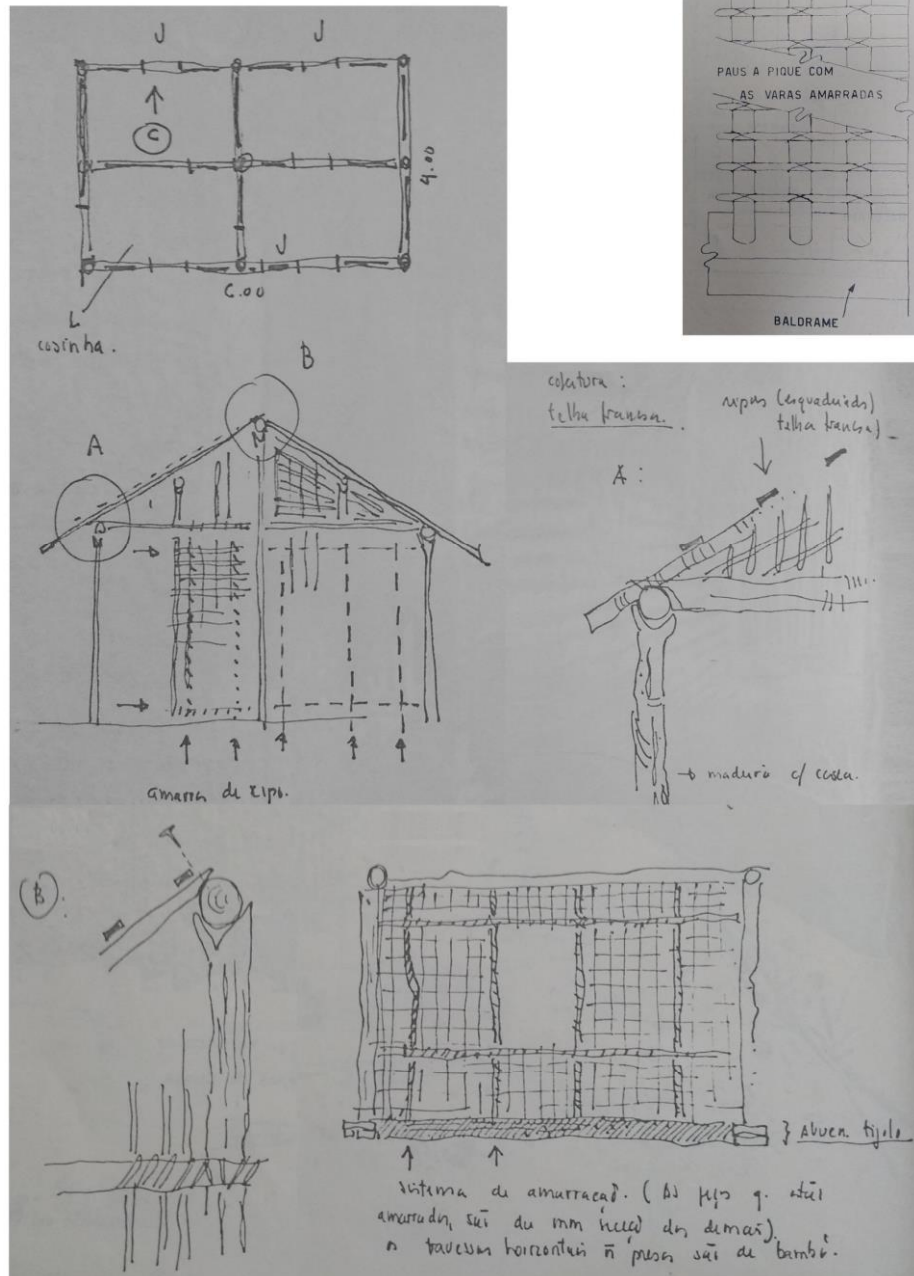 J J
C
4.00
J
6.00
L
cozinha.
PAUS A PIQUE COM
AS VARAS AMARRADAS
BALDRAME
B
A
amarras de cipó.
cobertura :
telha francesa.
ripas (esquadriadas)
telha francesa)
A :
madeira c/ casca.
B
} Alven. tijolo
sistema de amarração. (As peças q. estão
amarradas, são da mm seção das demais).
travessas horizontais ñ presas são de bambú.